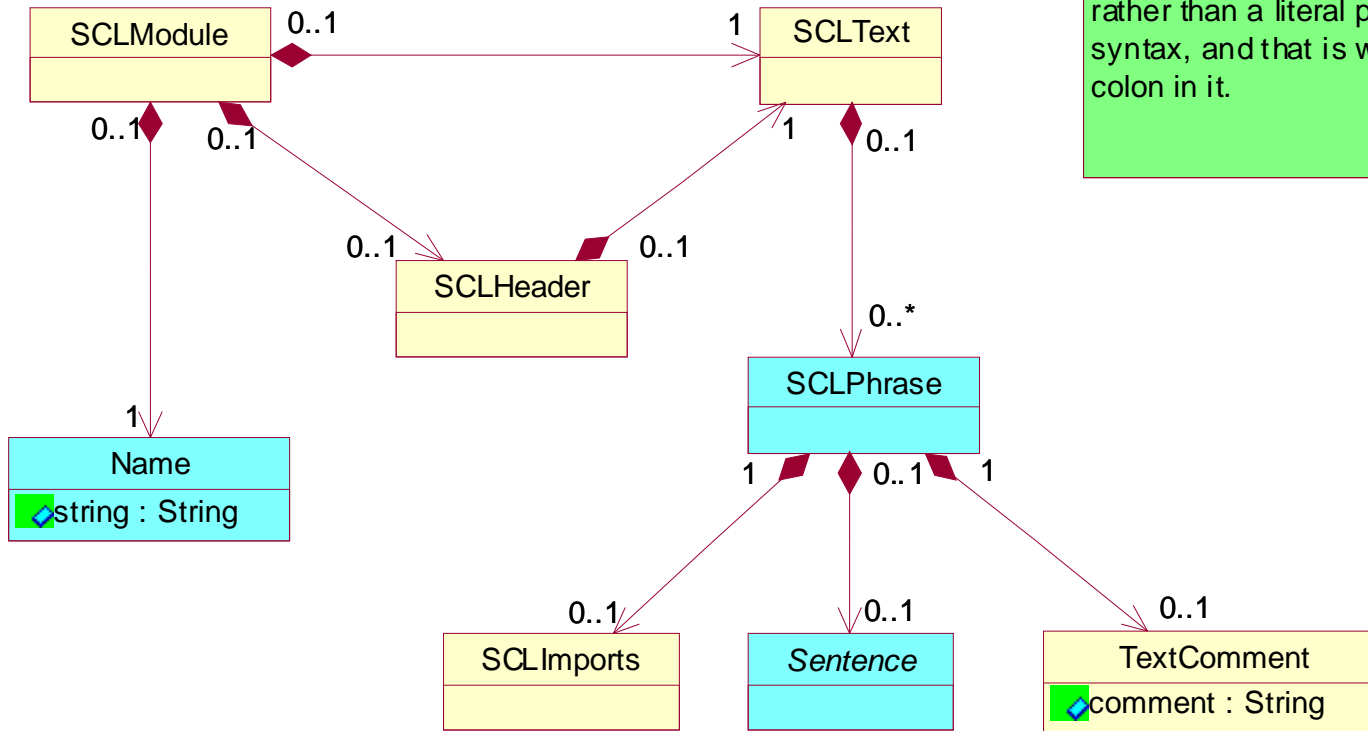 rather than a literal
syntax, and that is
colon in it.
SCLModule
0..1
1
SCLText
0..1
0..1
1
0..1
0..1
0..1
SCLHeader
0..*
SCLPhrase
1
Name
string : String
1
0..1
1
0..1
0..1
0..1
SCLImports
Sentence
TextComment
comment : String